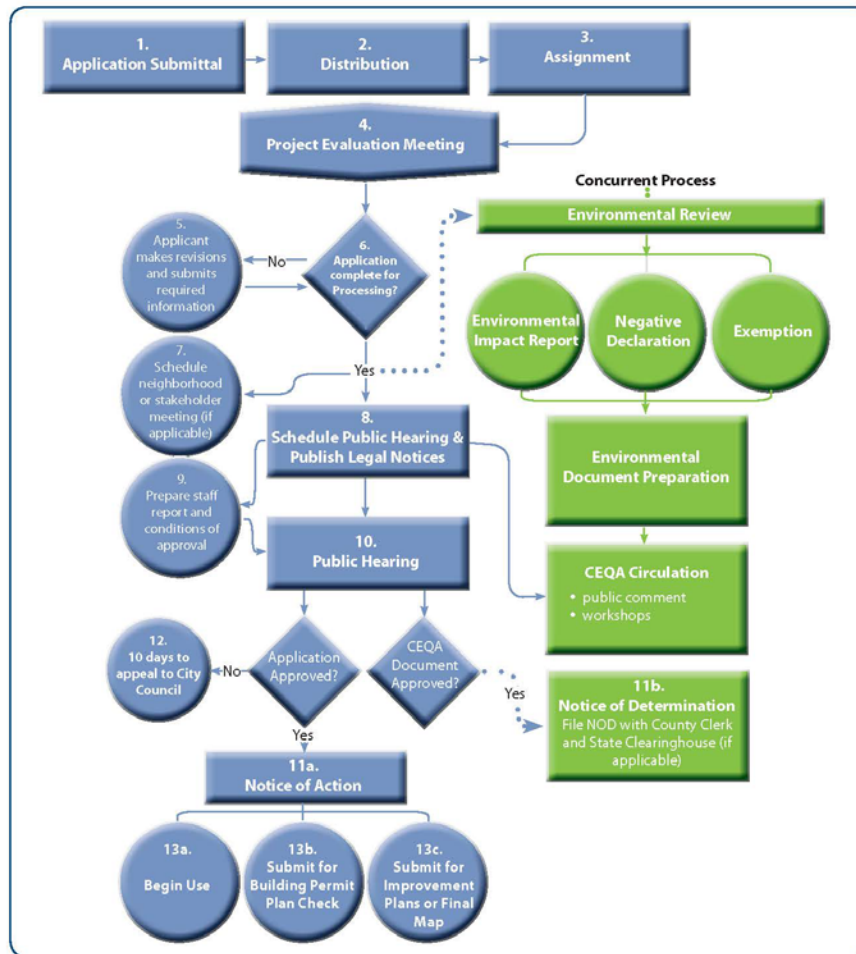 1.
Application Submittal
2.
Distribution
3.
Assignment
4.
Project Evaluation Meeting
Concurrent Process
Environmental Review
5.
Applicant
makes revisions
and submits
required
information
No
6.
Application
complete for
Processing?
Environmental
Impact Report
Negative
Declaration
Exemption
Yes
7.
Schedule
neighborhood
or stakeholder
meeting (if
applicable)
8.
Schedule Public Hearing &
Publish Legal Notices
Environmental
Document Preparation
9.
Prepare staff
report and
conditions of
approval
10.
Public Hearing
CEQA Circulation
• public comment
• workshops
12.
10 days to
appeal to City
Council
No
Application
Approved?
CEQA
Document
Approved?
Yes
11b.
Notice of Determination
File NOD with County Clerk
and State Clearinghouse (if
applicable)
Yes
11a.
Notice of Action
13a.
Begin Use
13b.
Submit for
Building Permit
Plan Check
13c.
Submit for
Improvement
Plans or Final
Map